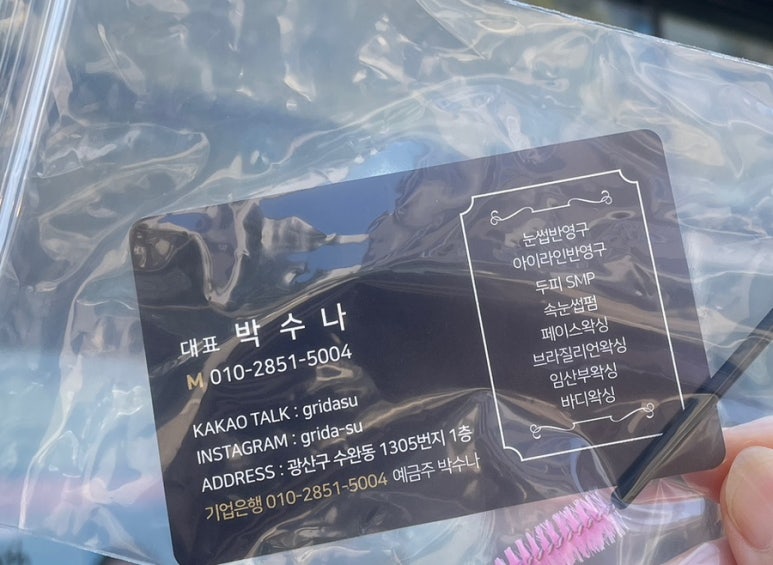 대표 박수나
M 010-2851-5004
KAKAO TALK : gridasu
INSTAGRAM : grida-su
ADDRESS : 광산구 수완동 1305번지 1층
기업은행 010-2851-5004 예금주 박수나
눈썹반영구
아이라인반영구
두피 SMP
속눈썹펌
페이스왁싱
브라질리언왁싱
임산부왁싱
바디왁싱